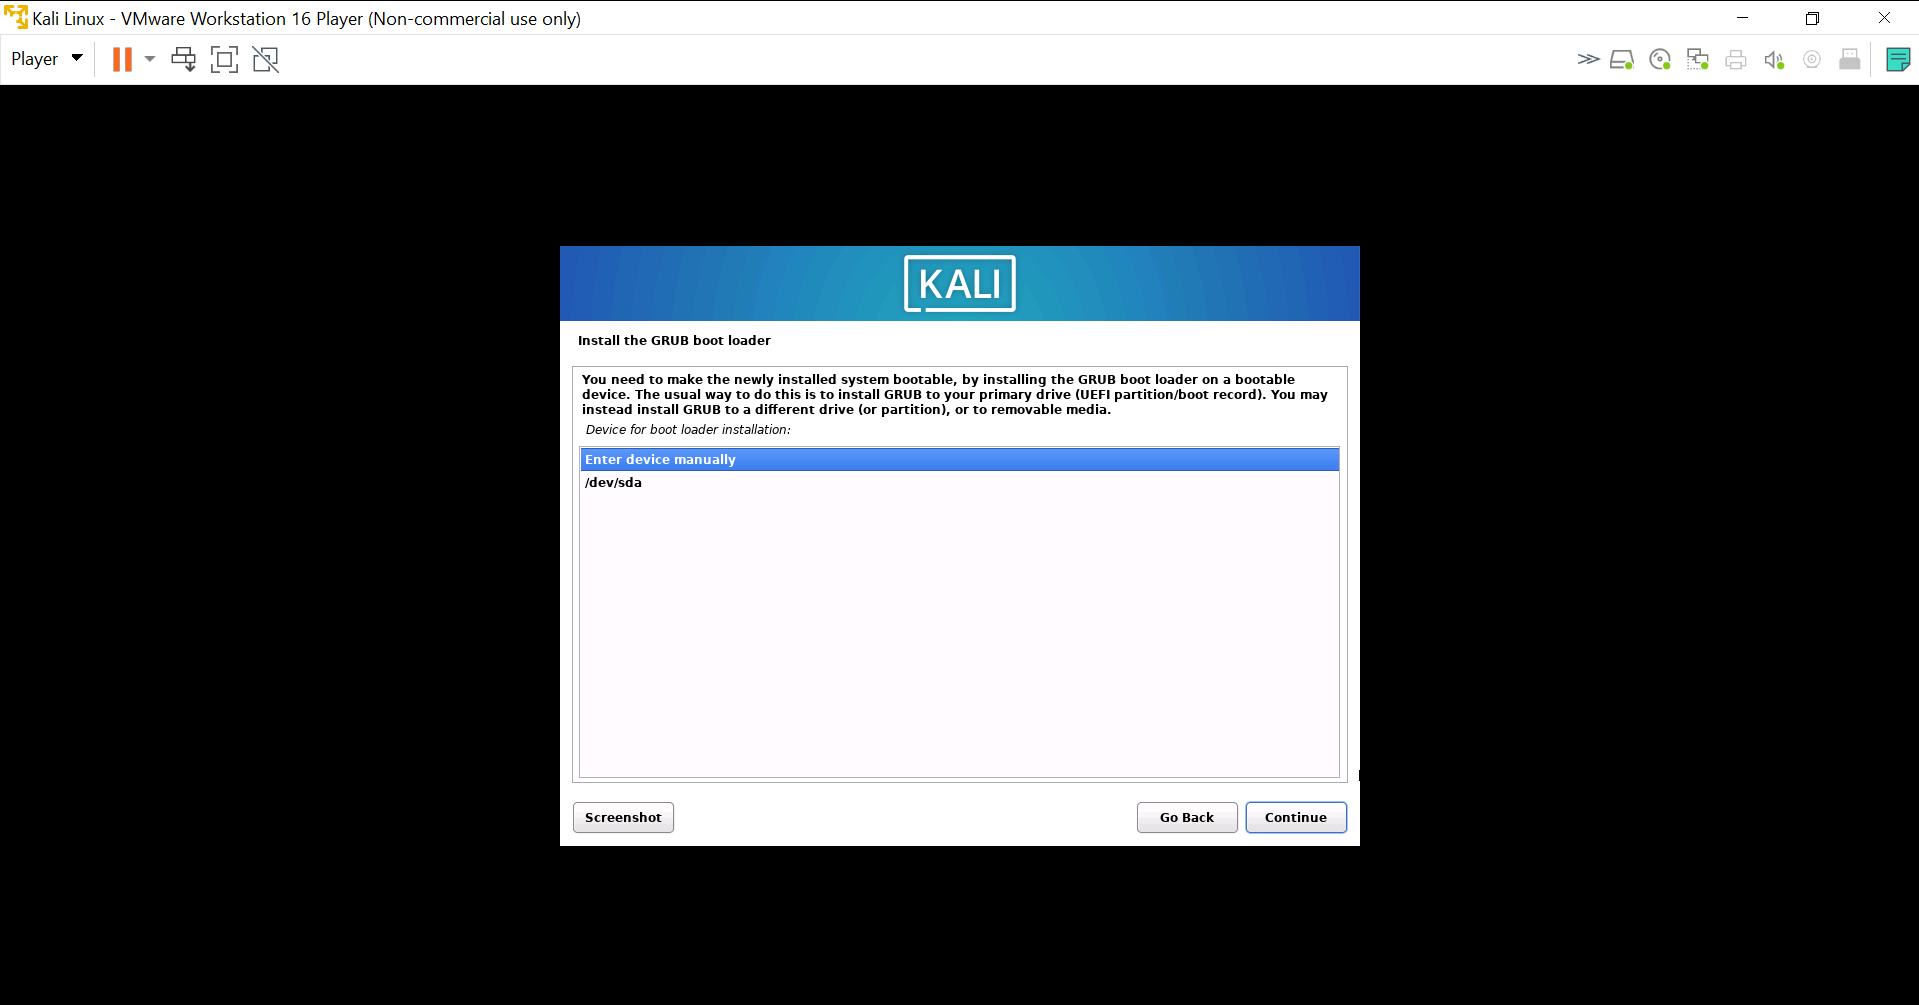 Kali Linux - VMware Workstation 16 Player (Non-commercial use only)
Player
KALI
Install the GRUB boot loader
You need to make the newly installed system bootable, by installing the GRUB boot loader on a bootable
device. The usual way to do this is to install GRUB to your primary drive (UEFI partition/boot record). You may
instead install GRUB to a different drive (or partition), or to removable media.
Device for boot loader installation:
Enter device manually
/dev/sda
Screenshot
Go Back
Continue